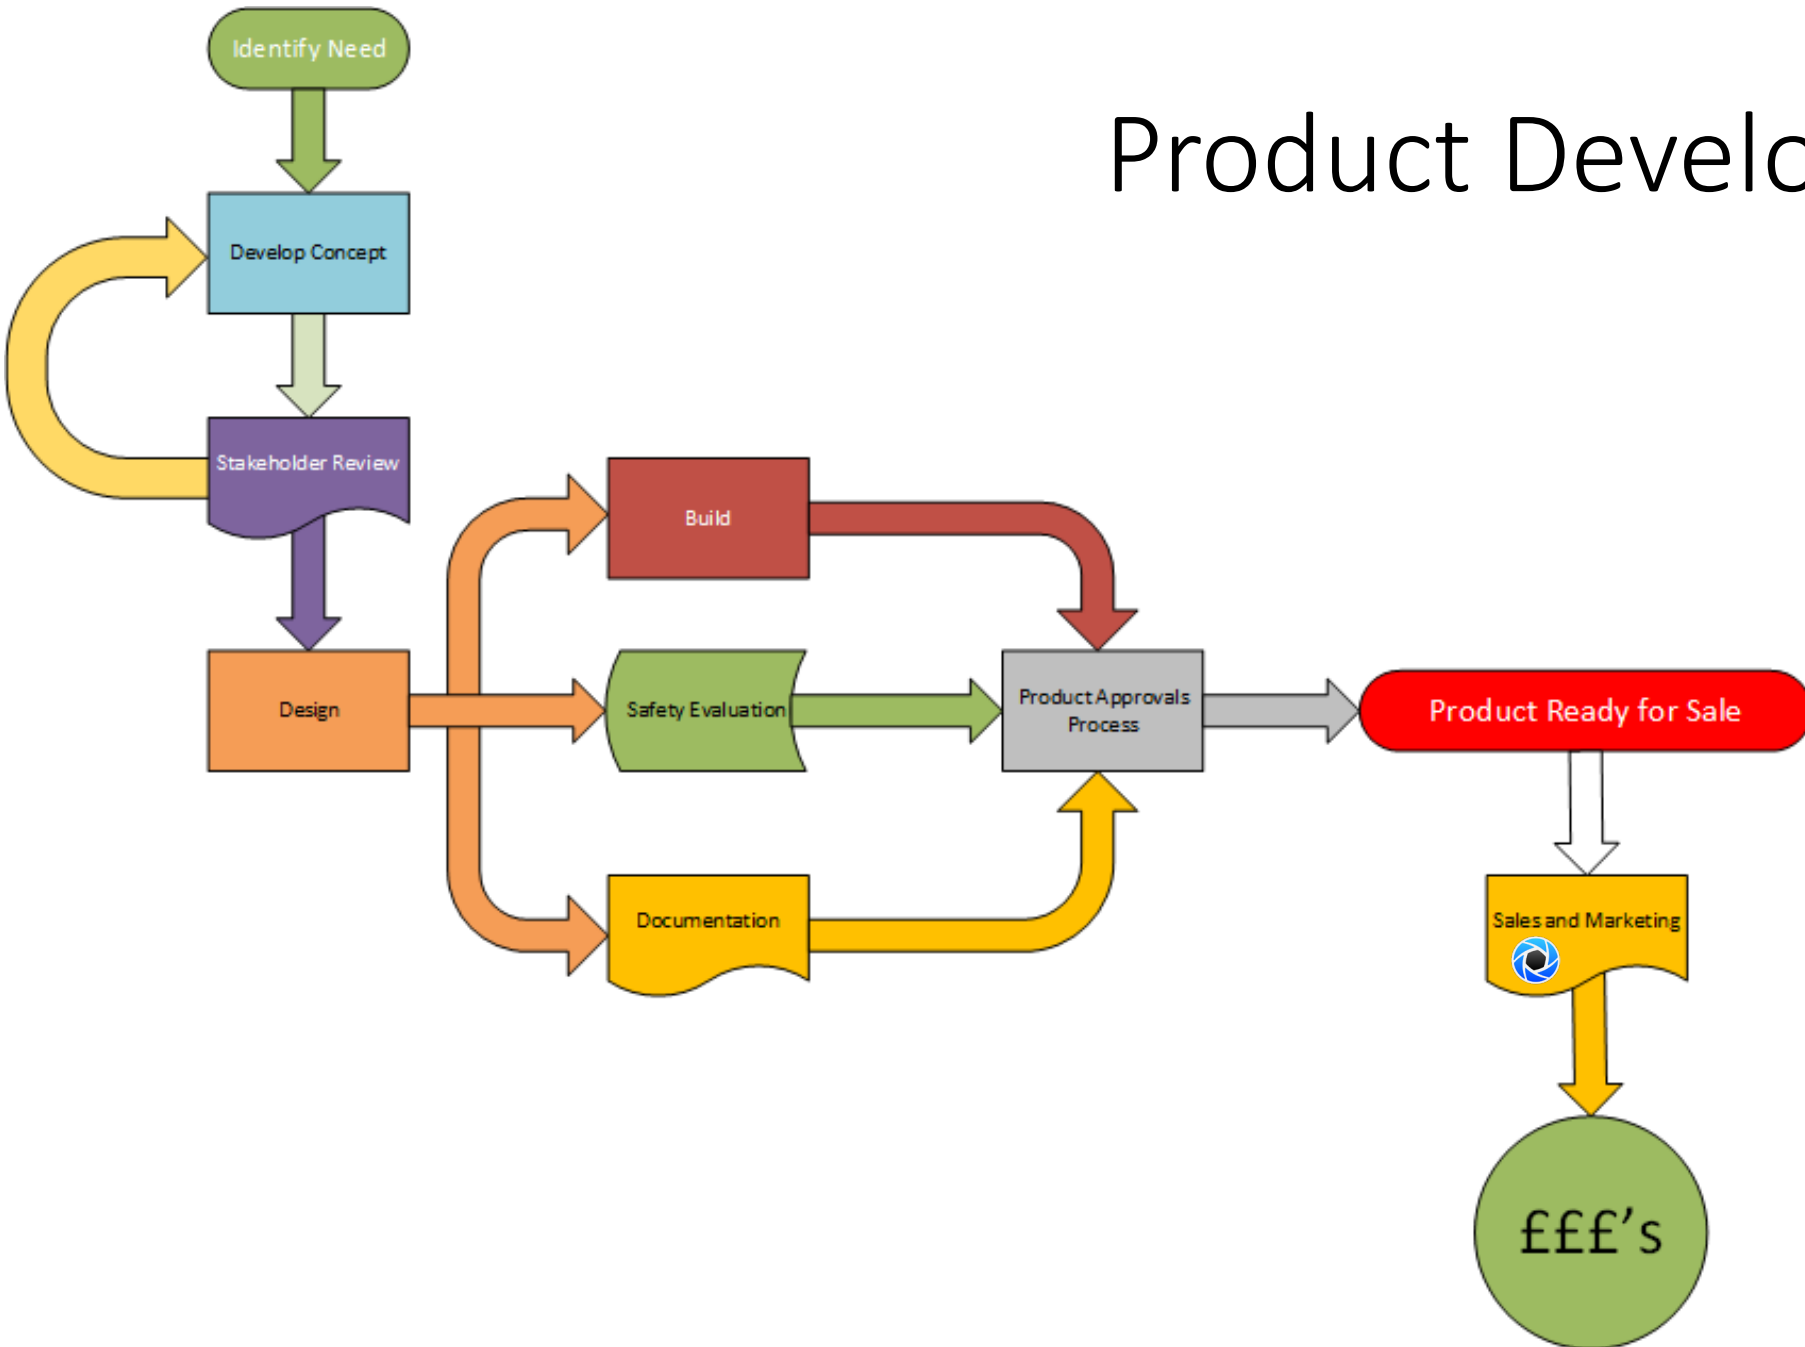 Identify Need
Product Develo
Develop Concept
Stakeholder Review
Build
Design
Safety Evaluation
Product Approvals
Process
Product Ready for Sale
Documentation
Sales and Marketing
£££’s